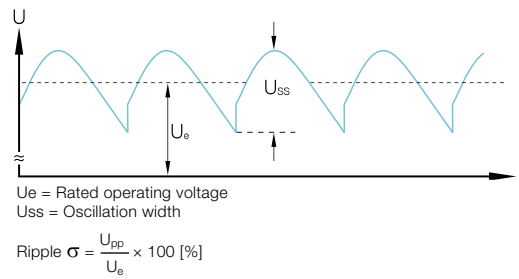 U
Uss
Ue
≈
Ue = Rated operating voltage
Uss = Oscillation width
Ripple σ = Upp / Ue × 100 [%]